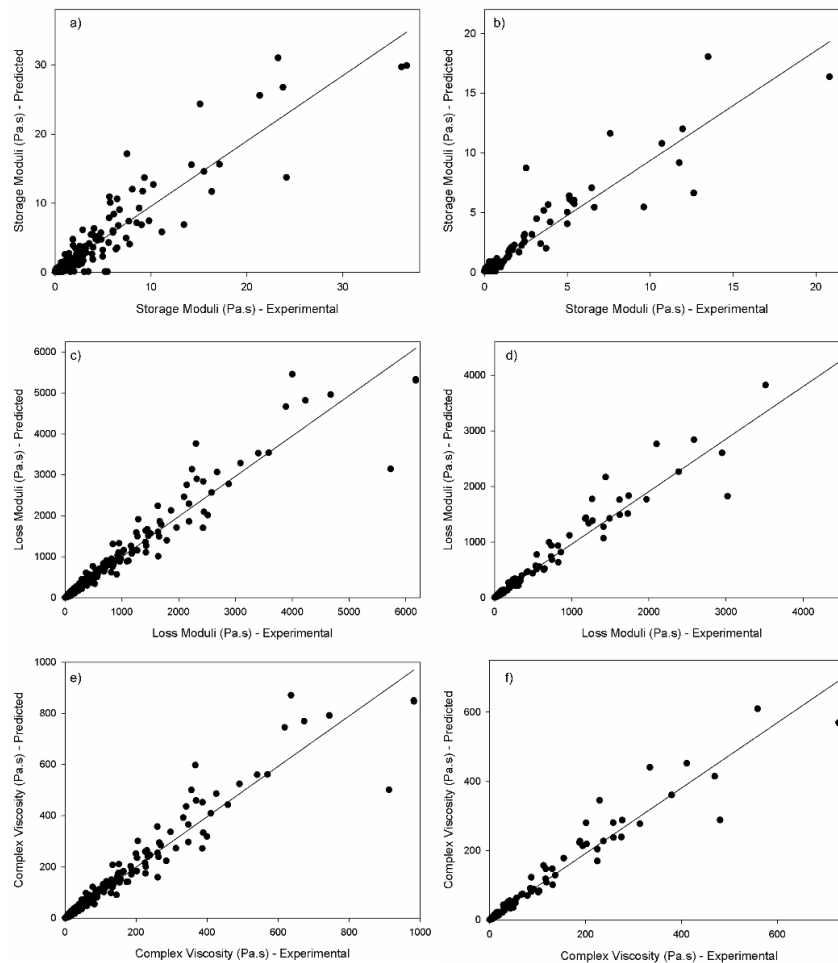 a)
Storage Moduli (Pa.s) - Predicted
30
20
10
0
0 10 20 30
Storage Moduli (Pa.s) - Experimental
b)
Storage Moduli (Pa.s) - Predicted
20
15
10
5
0
0 5 10 15 20
Storage Moduli (Pa.s) - Experimental
c)
Loss Moduli (Pa.s) - Predicted
6000
5000
4000
3000
2000
1000
0
0 1000 2000 3000 4000 5000 6000
Loss Moduli (Pa.s) - Experimental
d)
Loss Moduli (Pa.s) - Predicted
4000
3000
2000
1000
0
0 1000 2000 3000 4000
Loss Moduli (Pa.s) - Experimental
e)
Complex Viscosity (Pa.s) - Predicted
1000
800
600
400
200
0
0 200 400 600 800 1000
Complex Viscosity (Pa.s) - Experimental
f)
Complex Viscosity (Pa.s) - Predicted
600
400
200
0
0 200 400 600
Complex Viscosity (Pa.s) - Experimental